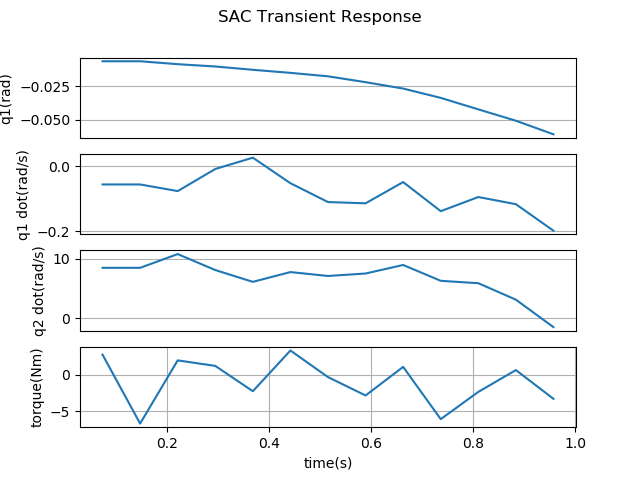 SAC Transient Response
q1(rad)
−0.025
−0.050
q1 dot(rad/s)
0.0
−0.2
q2 dot(rad/s)
10
0
torque(Nm)
0
−5
0.2 0.4 0.6 0.8 1.0
time(s)